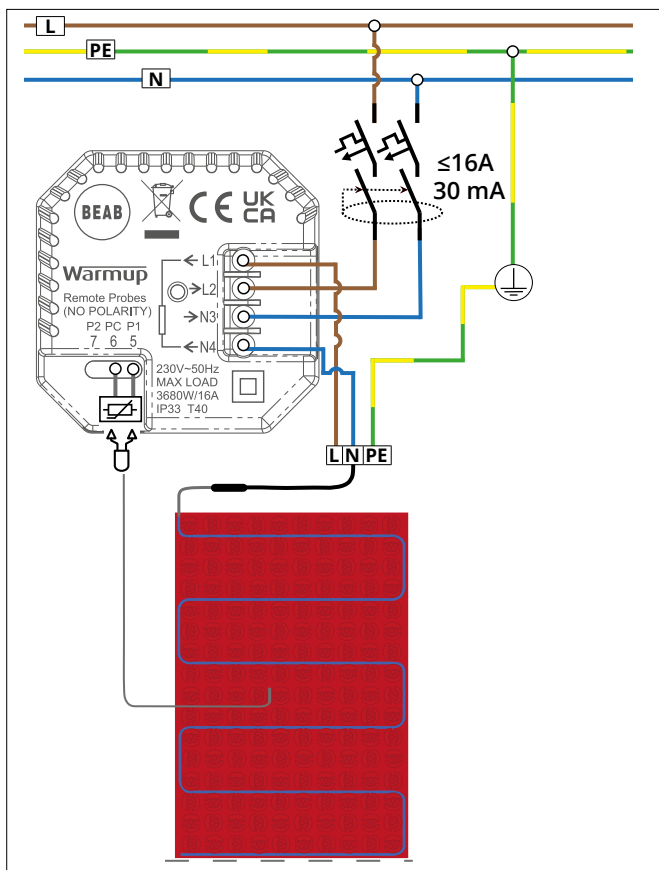 L
PE
N
≤16A
30 mA
BEAB
CE UK
CA
Warmup
Remote Probes
(NO POLARITY)
P2 PC P1
7 6 5
L1
L2
N3
N4
230V~50Hz
MAX LOAD
3680W/16A
IP33 T40
L N PE